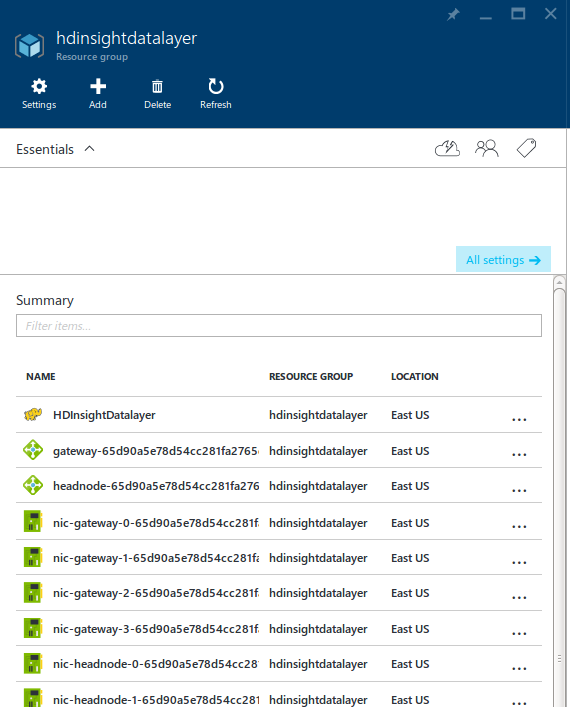 hdinsightdatalayer
Resource group
Settings Add Delete Refresh
Essentials
All settings
Summary
Filter items...
NAME RESOURCE GROUP LOCATION
HDInsightDatalayer hdinsightdatalayer East US ...
gateway-65d90a5e78d54cc281fa2765 hdinsightdatalayer East US ...
headnode-65d90a5e78d54cc281fa276 hdinsightdatalayer East US ...
nic-gateway-0-65d90a5e78d54cc281f hdinsightdatalayer East US ...
nic-gateway-1-65d90a5e78d54cc281f hdinsightdatalayer East US ...
nic-gateway-2-65d90a5e78d54cc281f hdinsightdatalayer East US ...
nic-gateway-3-65d90a5e78d54cc281f hdinsightdatalayer East US ...
nic-headnode-0-65d90a5e78d54cc281 hdinsightdatalayer East US ...
nic-headnode-1-65d90a5e78d54cc281 hdinsightdatalayer East US ...